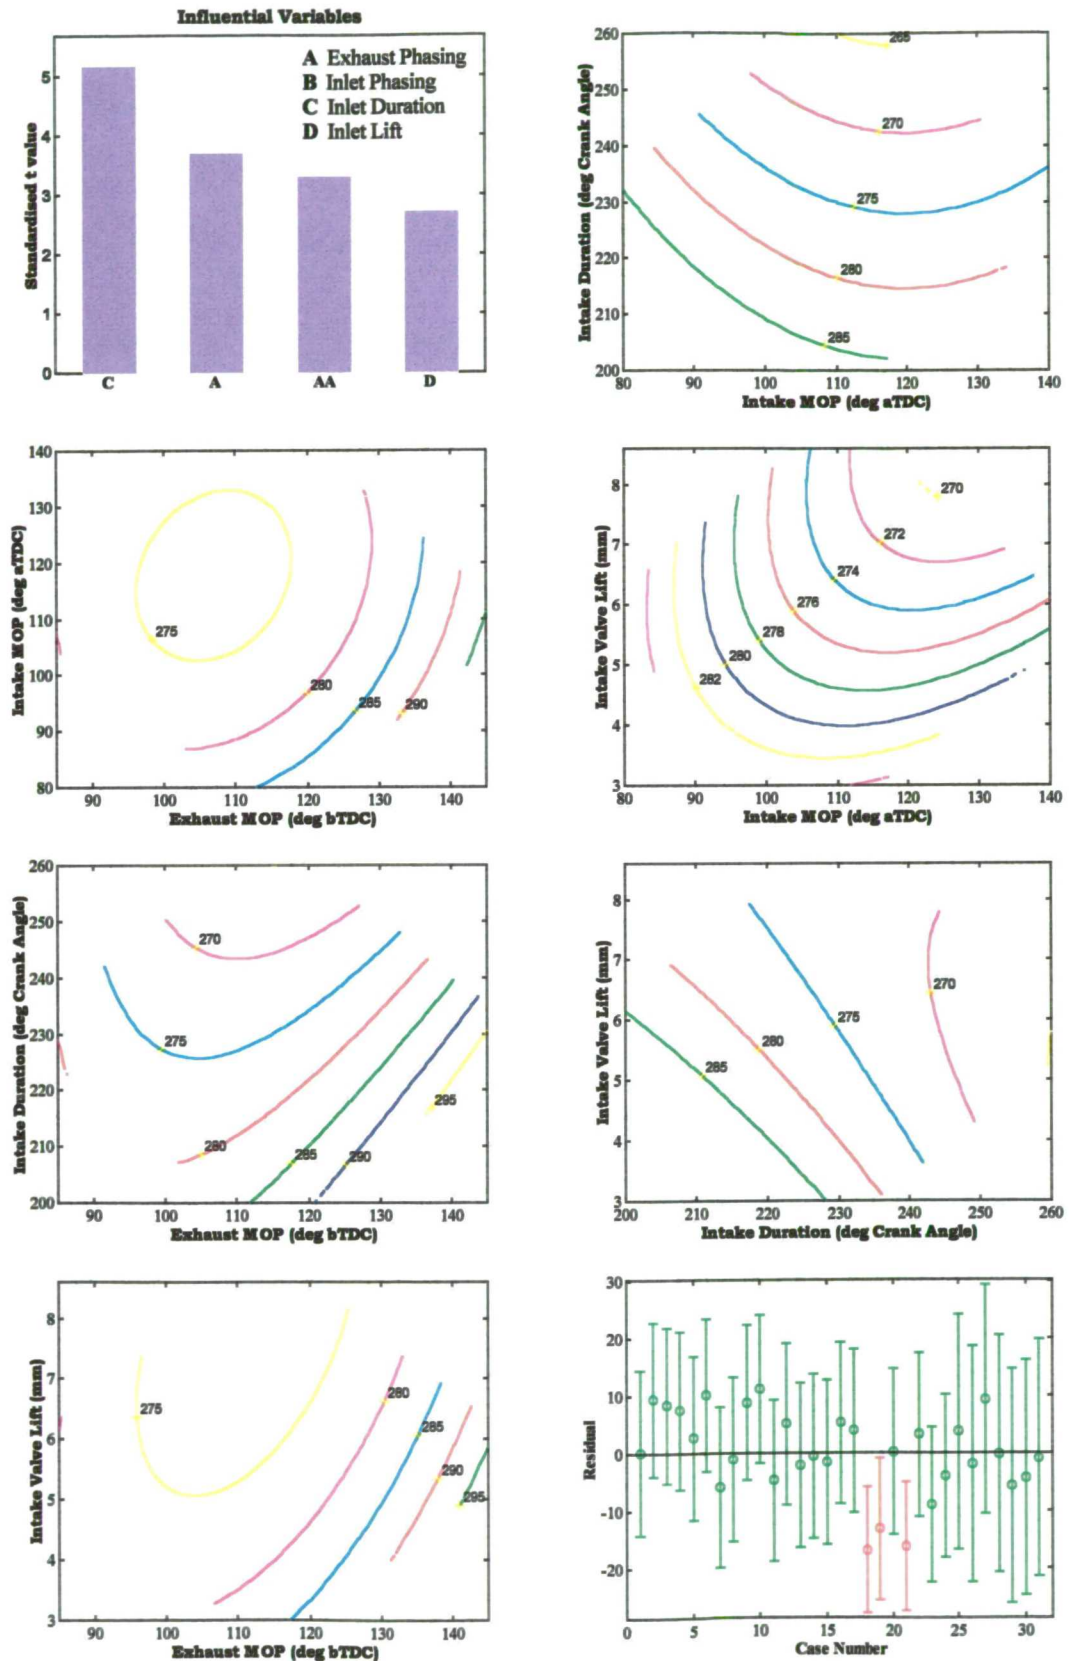 Influential Variables
A Exhaust Phasing
B Inlet Phasing
C Inlet Duration
D Inlet Lift
Standardised t value
5
4
3
2
1
0
C A AA D
260
250
240
230
220
210
200
Intake Duration (deg Crank Angle)
265
270
275
280
285
80 90 100 110 120 130 140
Intake MOP (deg aTDC)
140
130
120
110
100
90
80
Intake MOP (deg aTDC)
275
280
285
290
90 100 110 120 130 140
Exhaust MOP (deg bTDC)
8
7
6
5
4
3
Intake Valve Lift (mm)
270
272
274
276
278
280
282
80 90 100 110 120 130 140
Intake MOP (deg aTDC)
260
250
240
230
220
210
200
Intake Duration (deg Crank Angle)
270
275
280
285
290
295
90 100 110 120 130 140
Exhaust MOP (deg bTDC)
8
7
6
5
4
3
Intake Valve Lift (mm)
270
275
280
285
200 210 220 230 240 250 260
Intake Duration (deg Crank Angle)
8
7
6
5
4
3
Intake Valve Lift (mm)
275
280
285
290
295
90 100 110 120 130 140
Exhaust MOP (deg bTDC)
30
20
10
0
-10
-20
Residual
0 5 10 15 20 25 30
Case Number